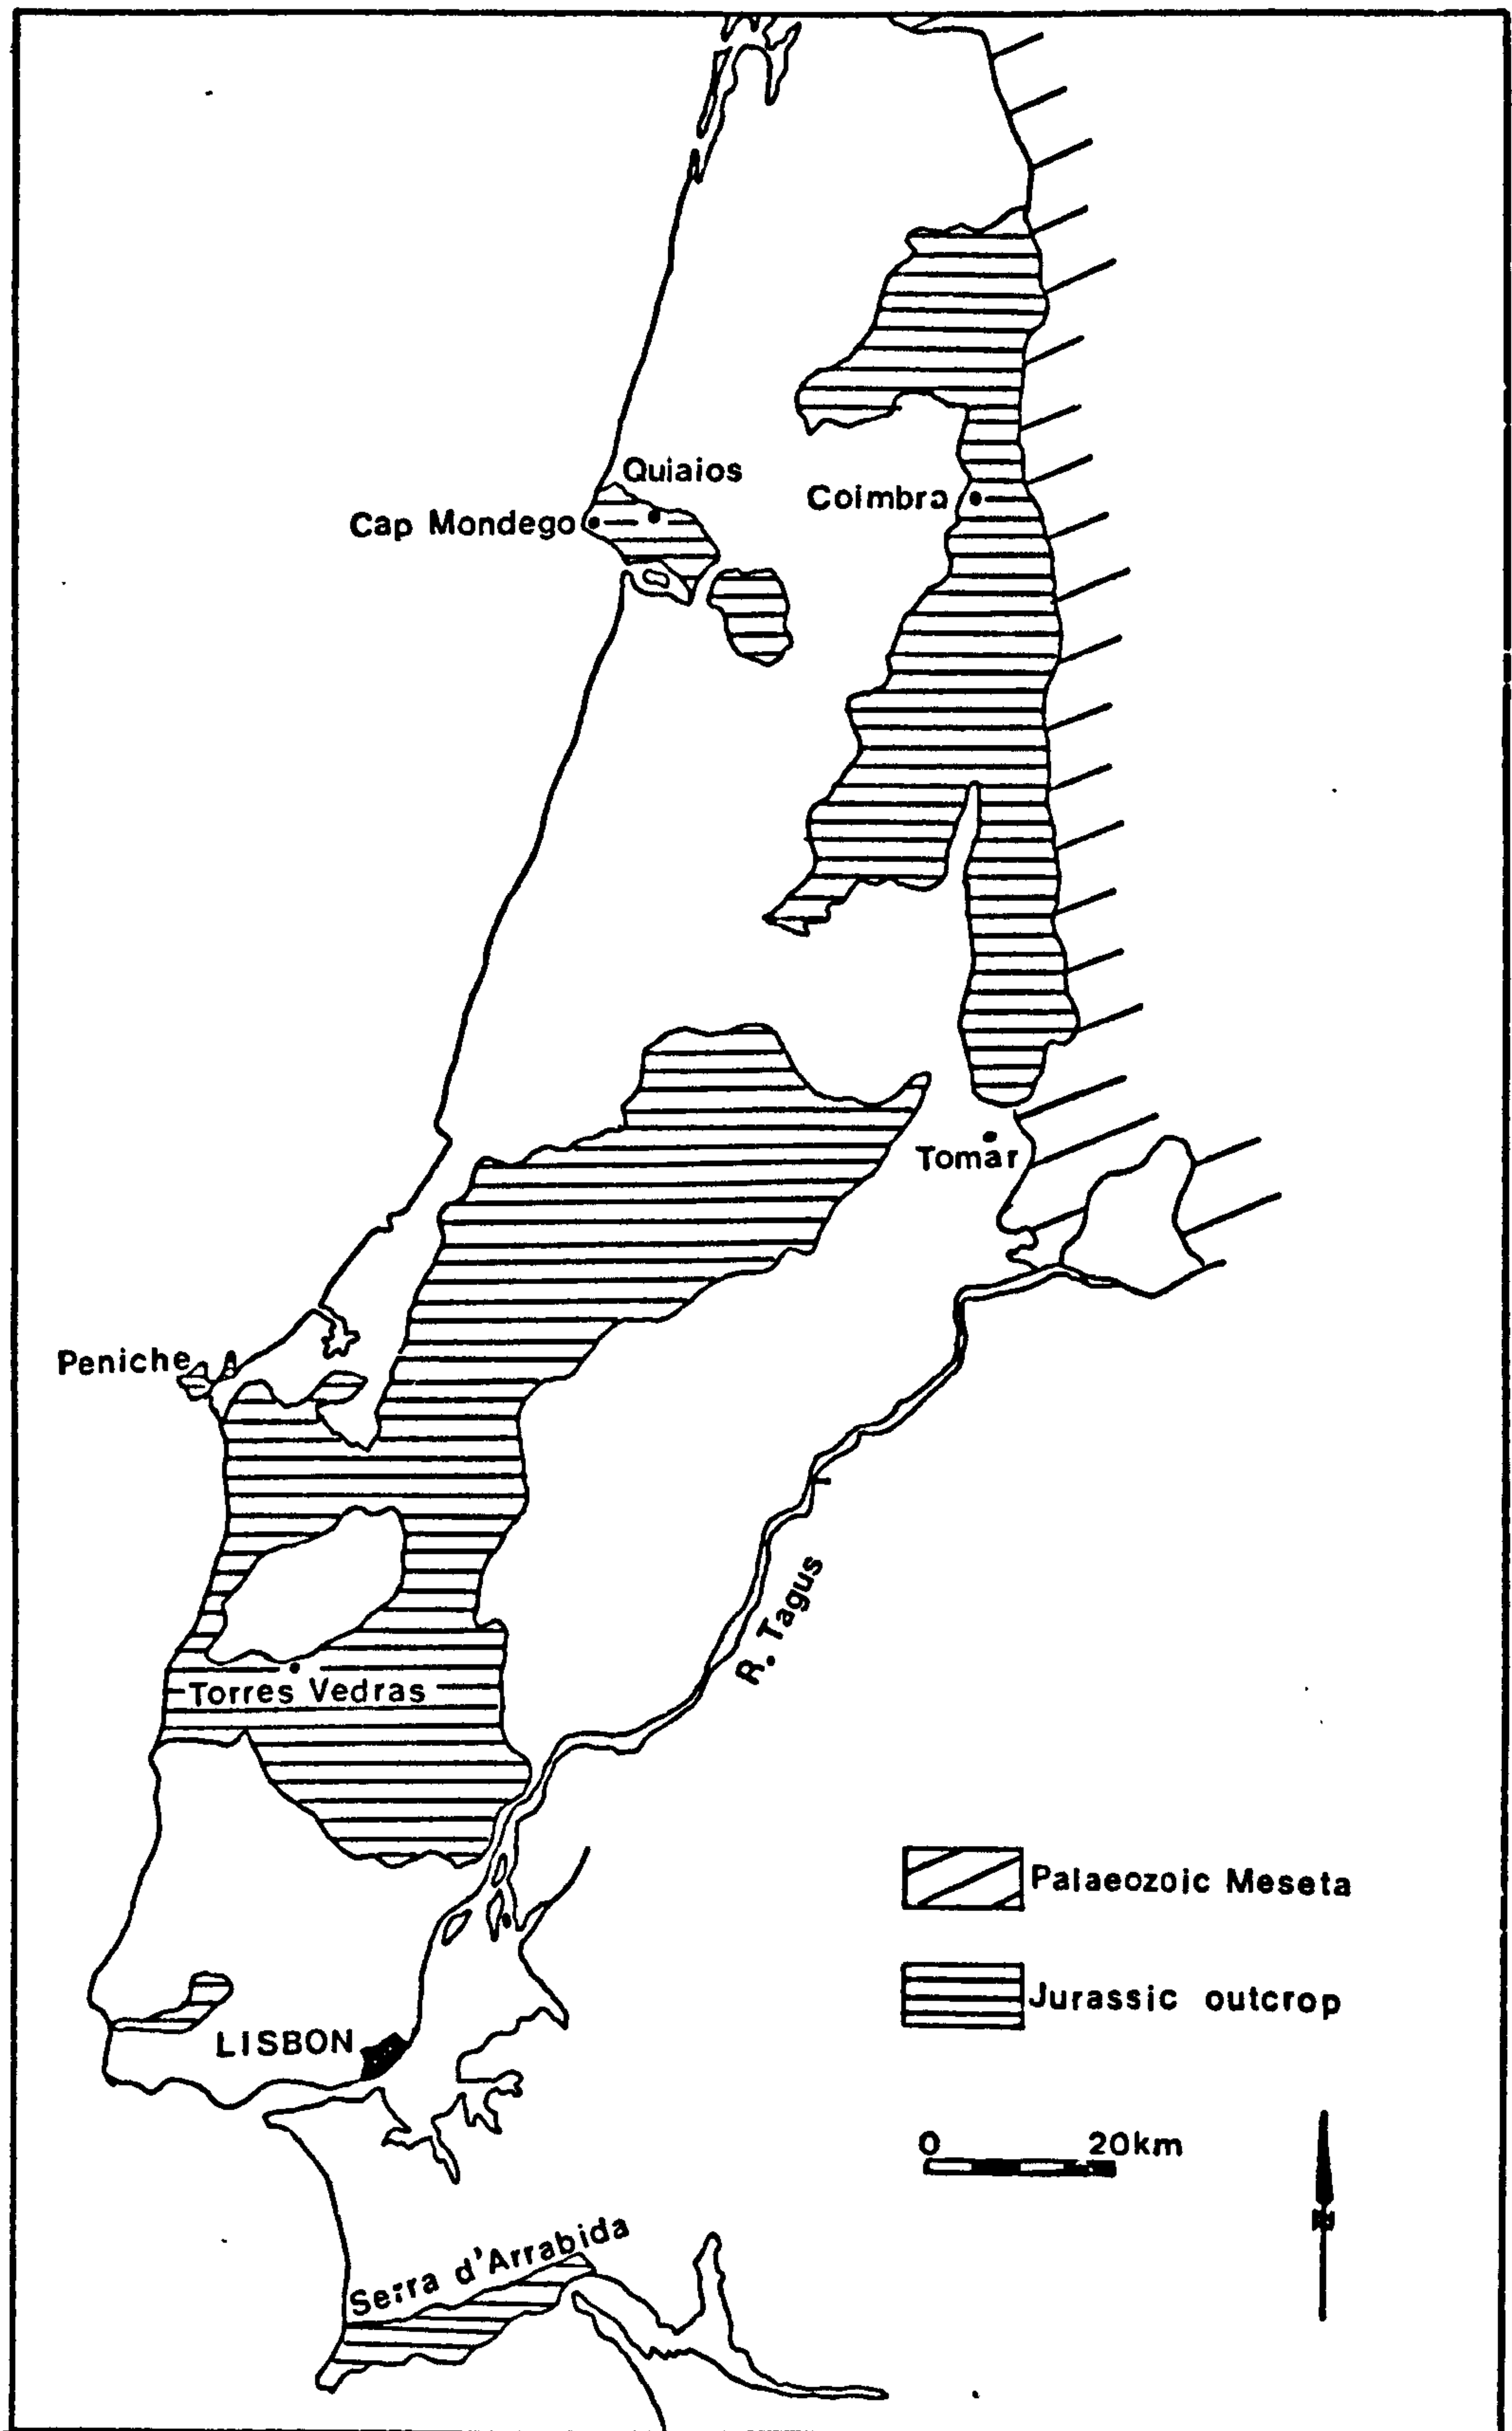 Quiaios
Coimbra
Cap Mondego
Tomar
Peniche
R. Tagus
Torres Vedras
Palaeozoic Meseta
Jurassic outcrop
LISBON
0 20km
Serra d'Arrabida
N